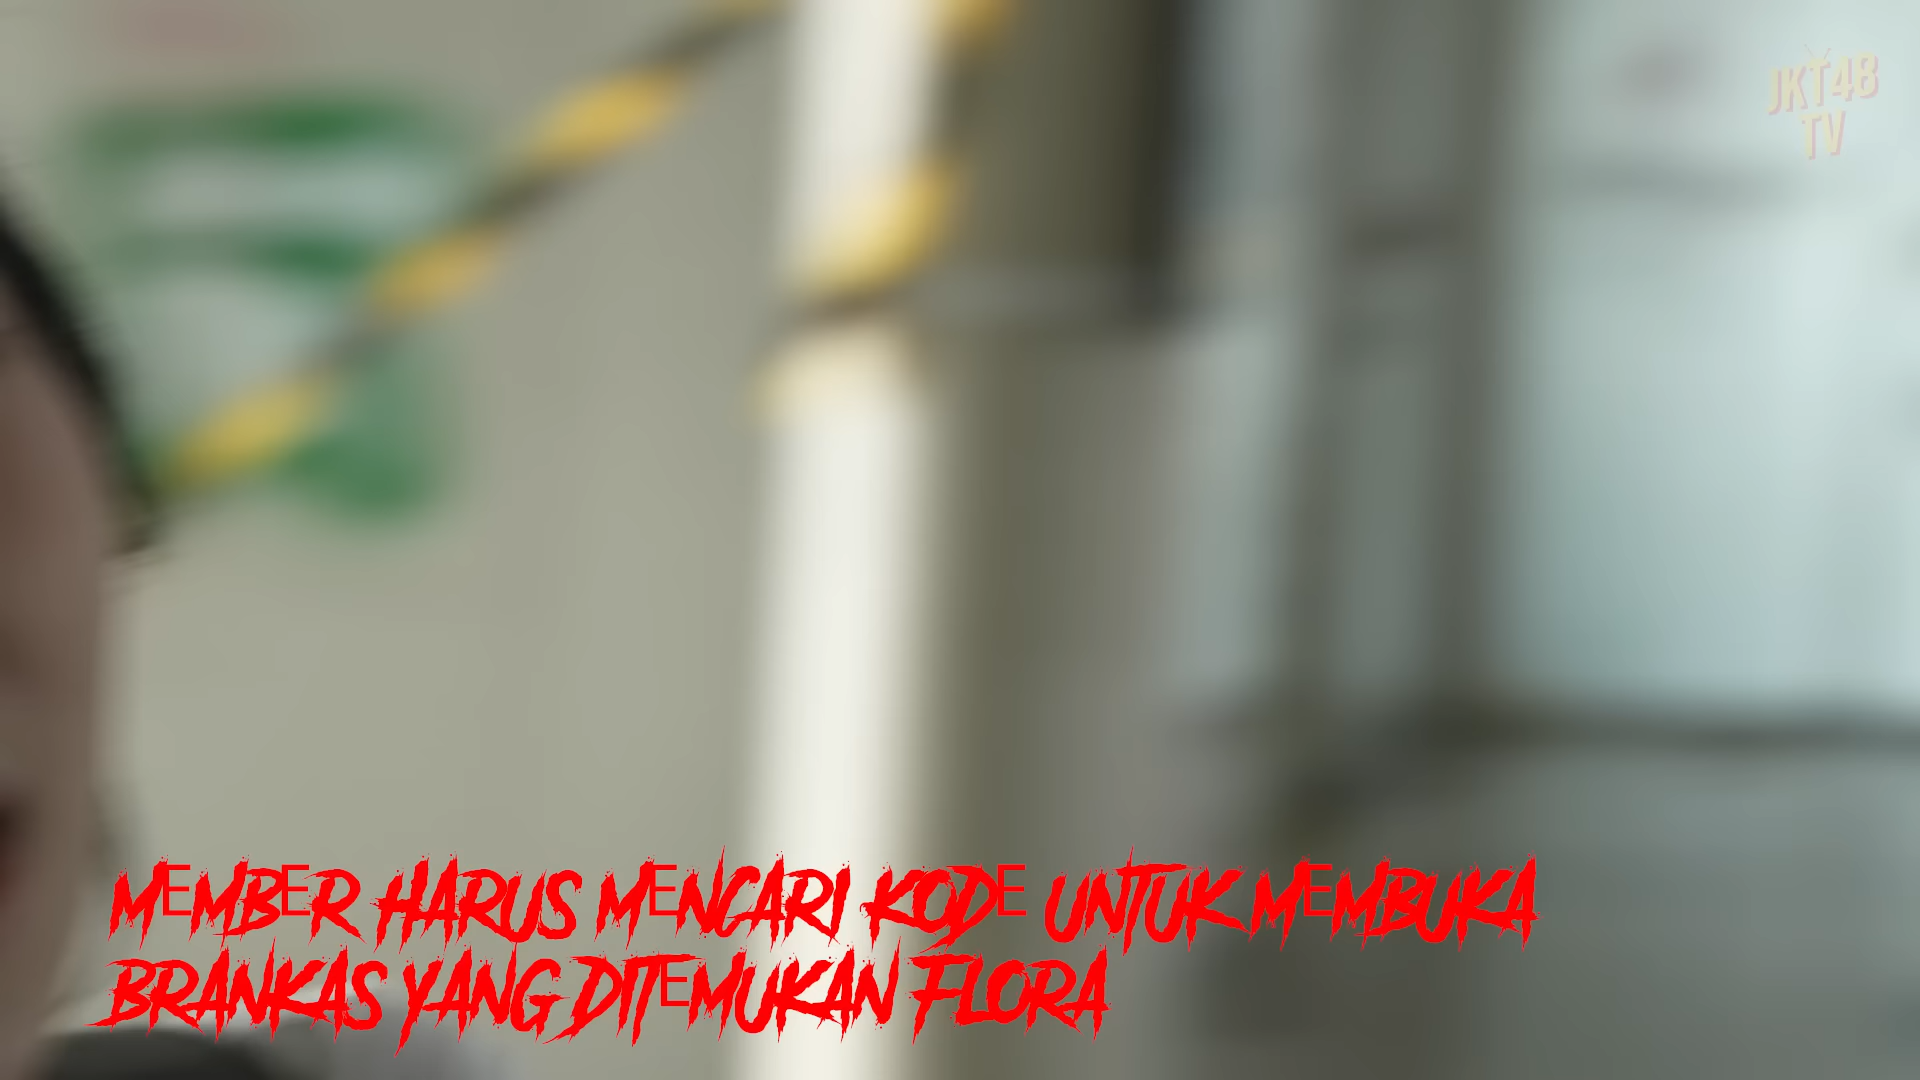 JKT48
TV
MEMBER HARUS MENCARI KODE UNTUK MEMBUKA
BRANKAS YANG DITEMUKAN FLORA